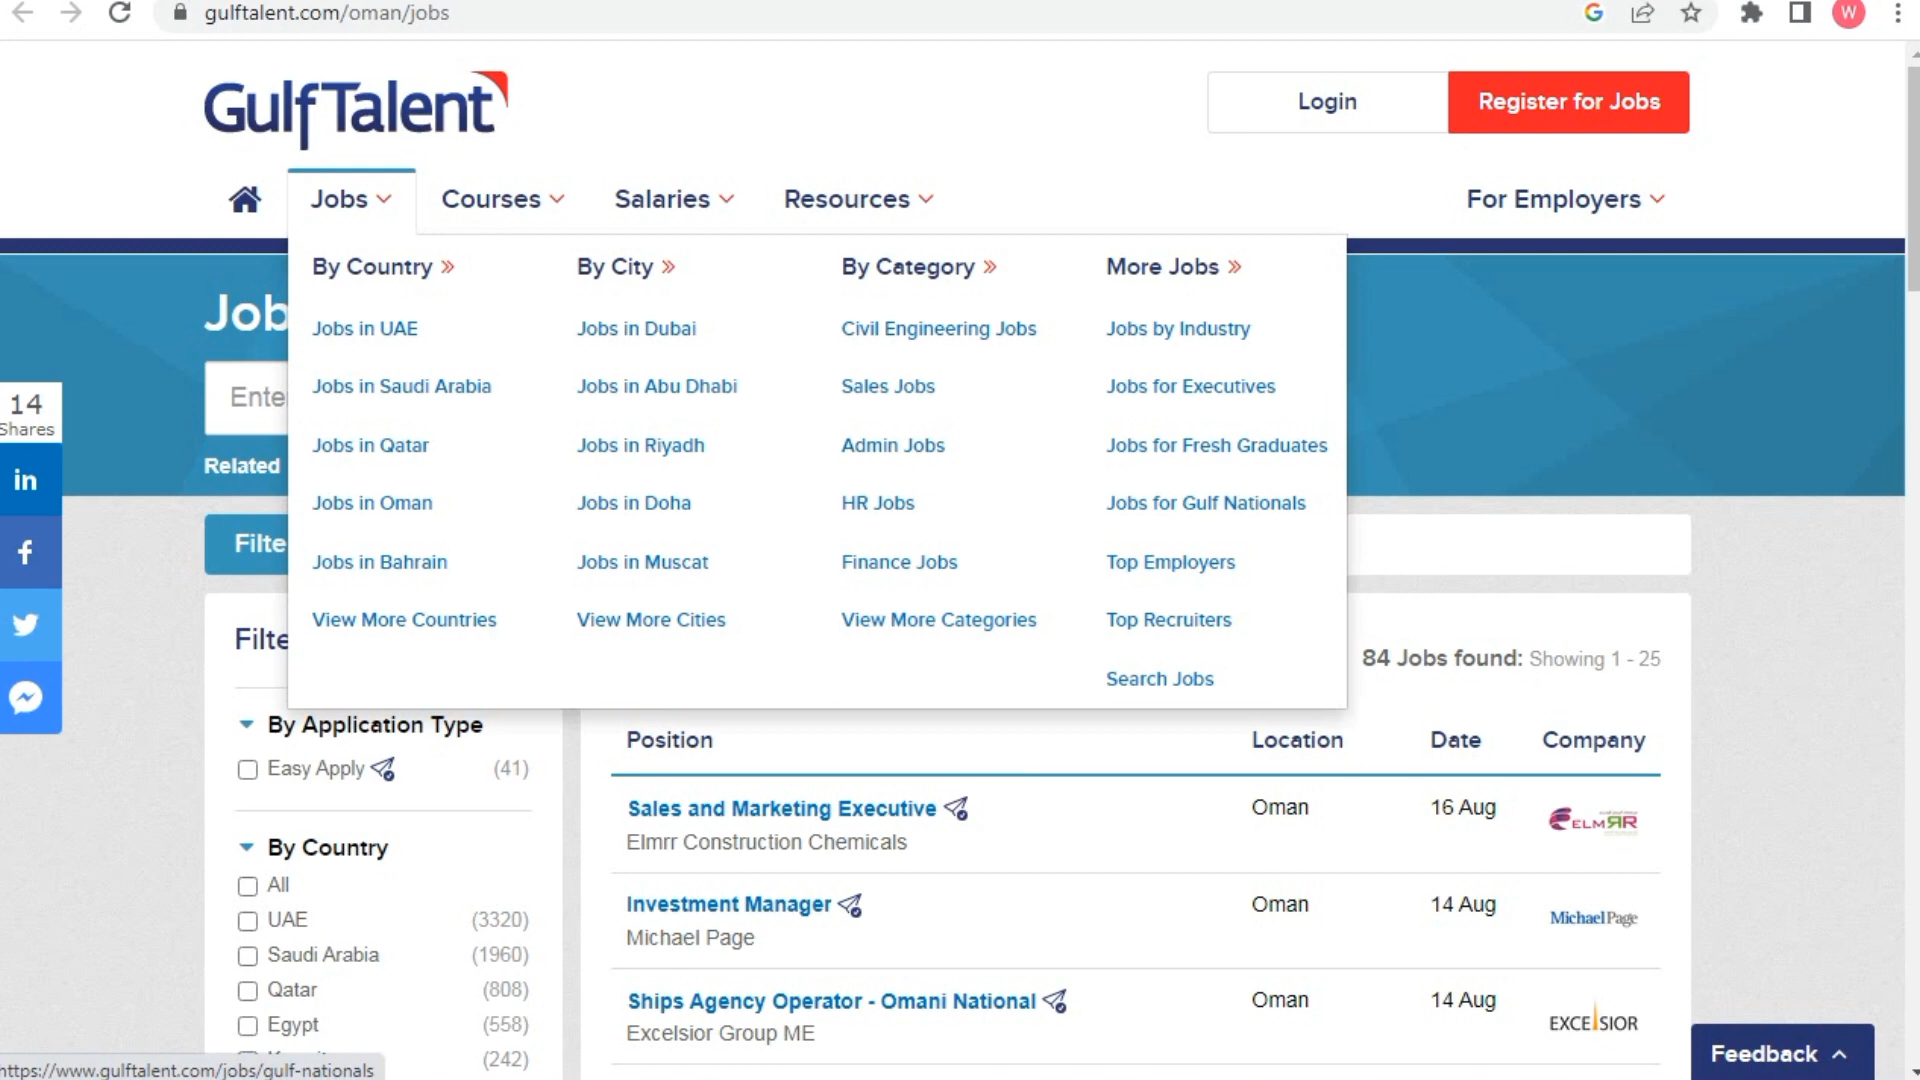 gulftalent.com/oman/jobs
W
GulfTalent
Login
Register for Jobs
Jobs
Courses
Salaries
Resources
For Employers
By Country »
By City »
By Category »
More Jobs »
Jobs in UAE
Jobs in Dubai
Civil Engineering Jobs
Jobs by Industry
Jobs in Saudi Arabia
Jobs in Abu Dhabi
Sales Jobs
Jobs for Executives
Jobs in Qatar
Jobs in Riyadh
Admin Jobs
Jobs for Fresh Graduates
Jobs in Oman
Jobs in Doha
HR Jobs
Jobs for Gulf Nationals
Jobs in Bahrain
Jobs in Muscat
Finance Jobs
Top Employers
View More Countries
View More Cities
View More Categories
Top Recruiters
Search Jobs
Job
Ente
Related
14
Shares
in
f
Filte
Filte
84 Jobs found: Showing 1 - 25
By Application Type
Easy Apply (41)
By Country
All
UAE (3320)
Saudi Arabia (1960)
Qatar (808)
Egypt (558)
(242)
Position Location Date Company
Sales and Marketing Executive Oman 16 Aug ELMRR
Elmrr Construction Chemicals
Investment Manager Oman 14 Aug Michael Page
Michael Page
Ships Agency Operator - Omani National Oman 14 Aug EXCELSIOR
Excelsior Group ME
Feedback
https://www.gulftalent.com/jobs/gulf-nationals